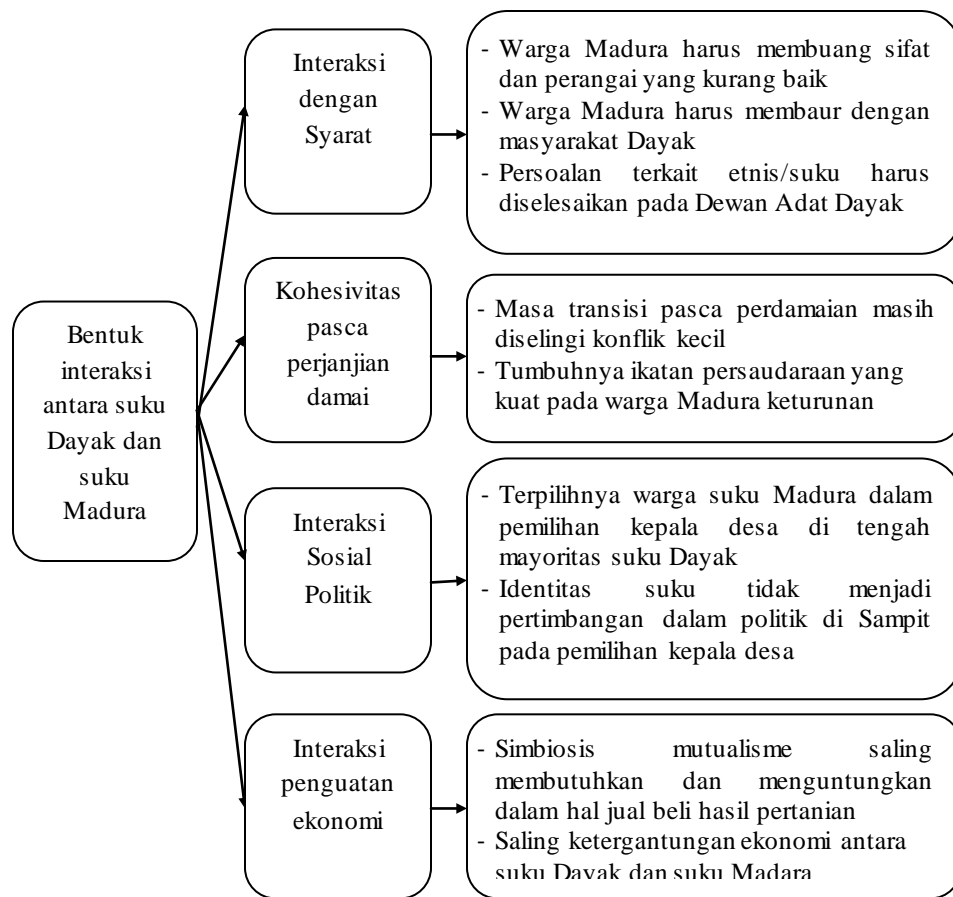 Bentuk
interaksi
antara suku
Dayak dan
suku
Madura
Interaksi
dengan
Syarat
- Warga Madura harus membuang sifat
dan perangai yang kurang baik
- Warga Madura harus membaur dengan
masyarakat Dayak
- Persoalan terkait etnis/suku harus
diselesaikan pada Dewan Adat Dayak
Kohesivitas
pasca
perjanjian
damai
- Masa transisi pasca perdamaian masih
diselingi konflik kecil
- Tumbuhnya ikatan persaudaraan yang
kuat pada warga Madura keturunan
Interaksi
Sosial
Politik
- Terpilihnya warga suku Madura dalam
pemilihan kepala desa di tengah
mayoritas suku Dayak
- Identitas suku tidak menjadi
pertimbangan dalam politik di Sampit
pada pemilihan kepala desa
Interaksi
penguatan
ekonomi
- Simbiosis mutualisme saling
membutuhkan dan menguntungkan
dalam hal jual beli hasil pertanian
- Saling ketergantungan ekonomi antara
suku Dayak dan suku Madara